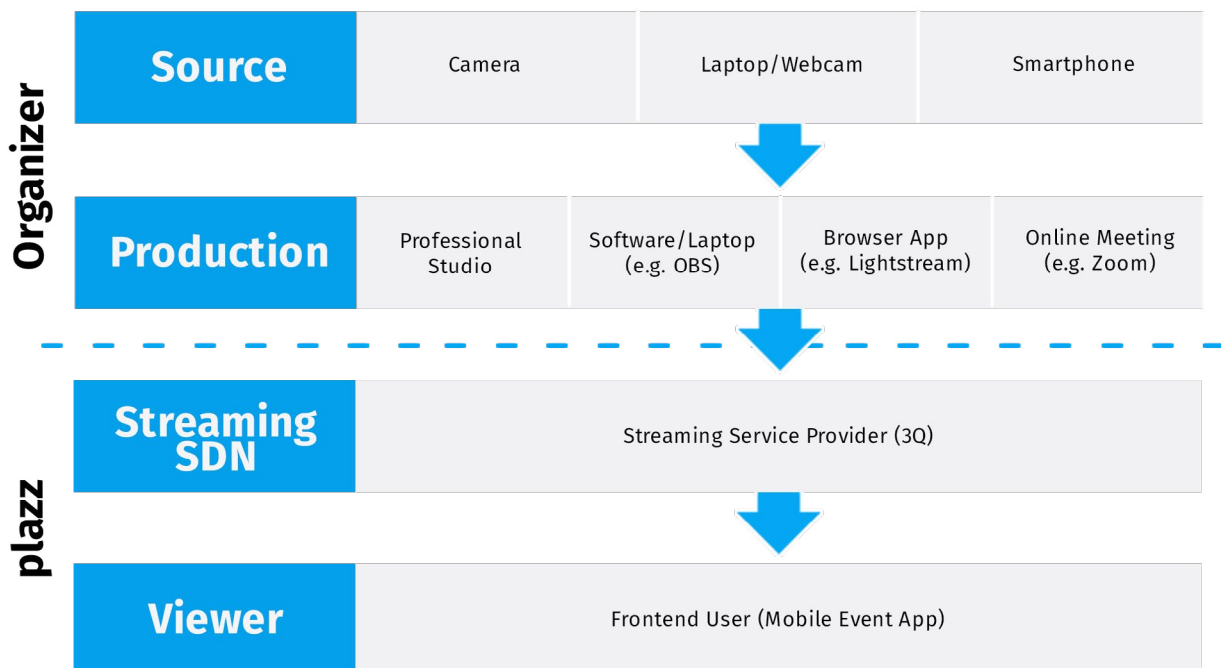 Organizer
Source
Camera
Laptop/Webcam
Smartphone
Production
Professional
Studio
Software/Laptop
(e.g. OBS)
Browser App
(e.g. Lightstream)
Online Meeting
(e.g. Zoom)
plazz
Streaming
SDN
Streaming Service Provider (3Q)
Viewer
Frontend User (Mobile Event App)